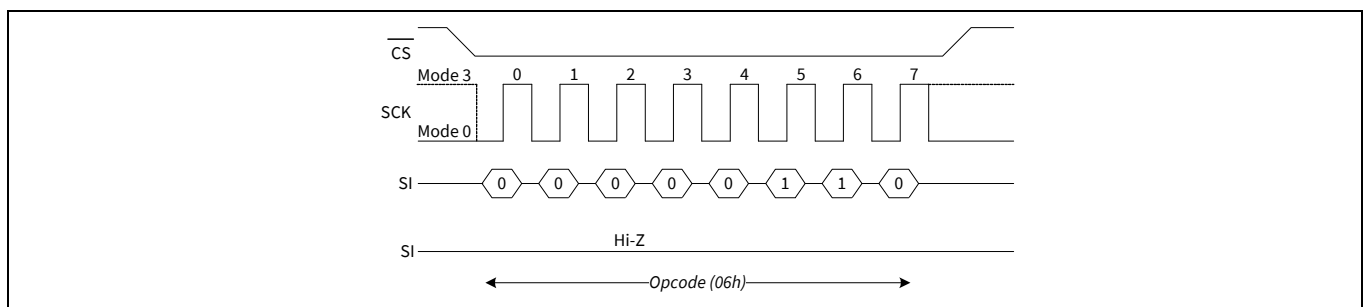 CS
Mode 3 0 1 2 3 4 5 6 7
SCK
Mode 0
SI 0 0 0 0 0 1 1 0
Hi-Z
SI
Opcode (06h)